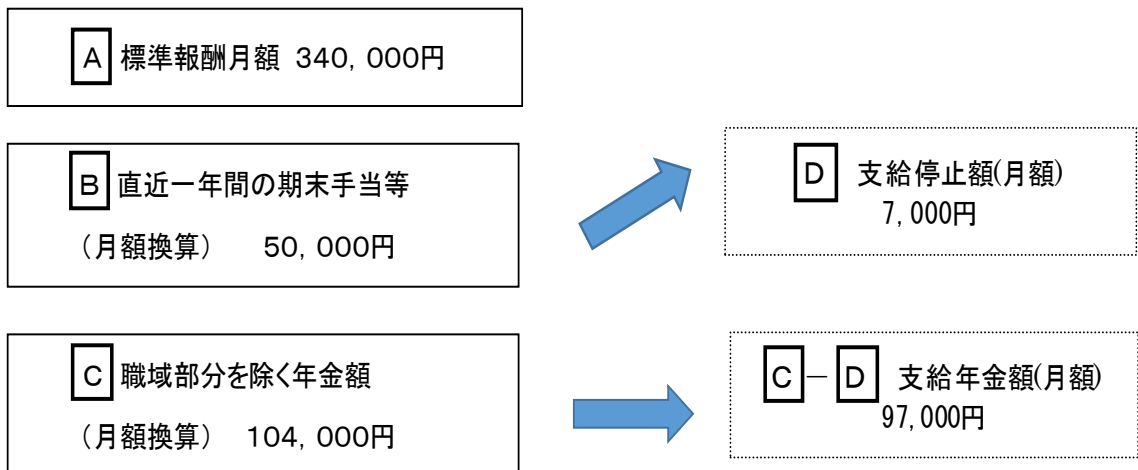 A 標準報酬月額 340,000円
B 直近一年間の期末手当等
（月額換算） 50,000円
C 職域部分を除く年金額
（月額換算） 104,000円
D 支給停止額(月額)
7,000円
C － D 支給年金額(月額)
97,000円